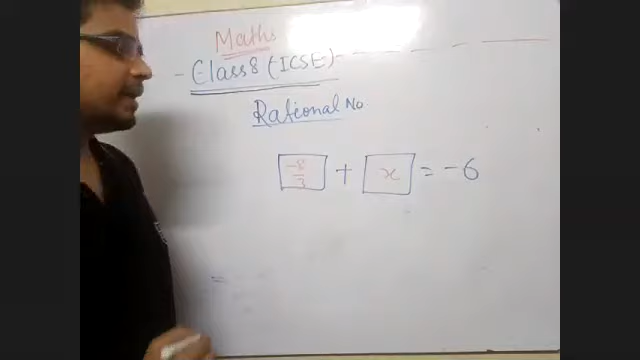 Maths
- Class 8 (ICSE)
Rational No
-8/3 + x = -6